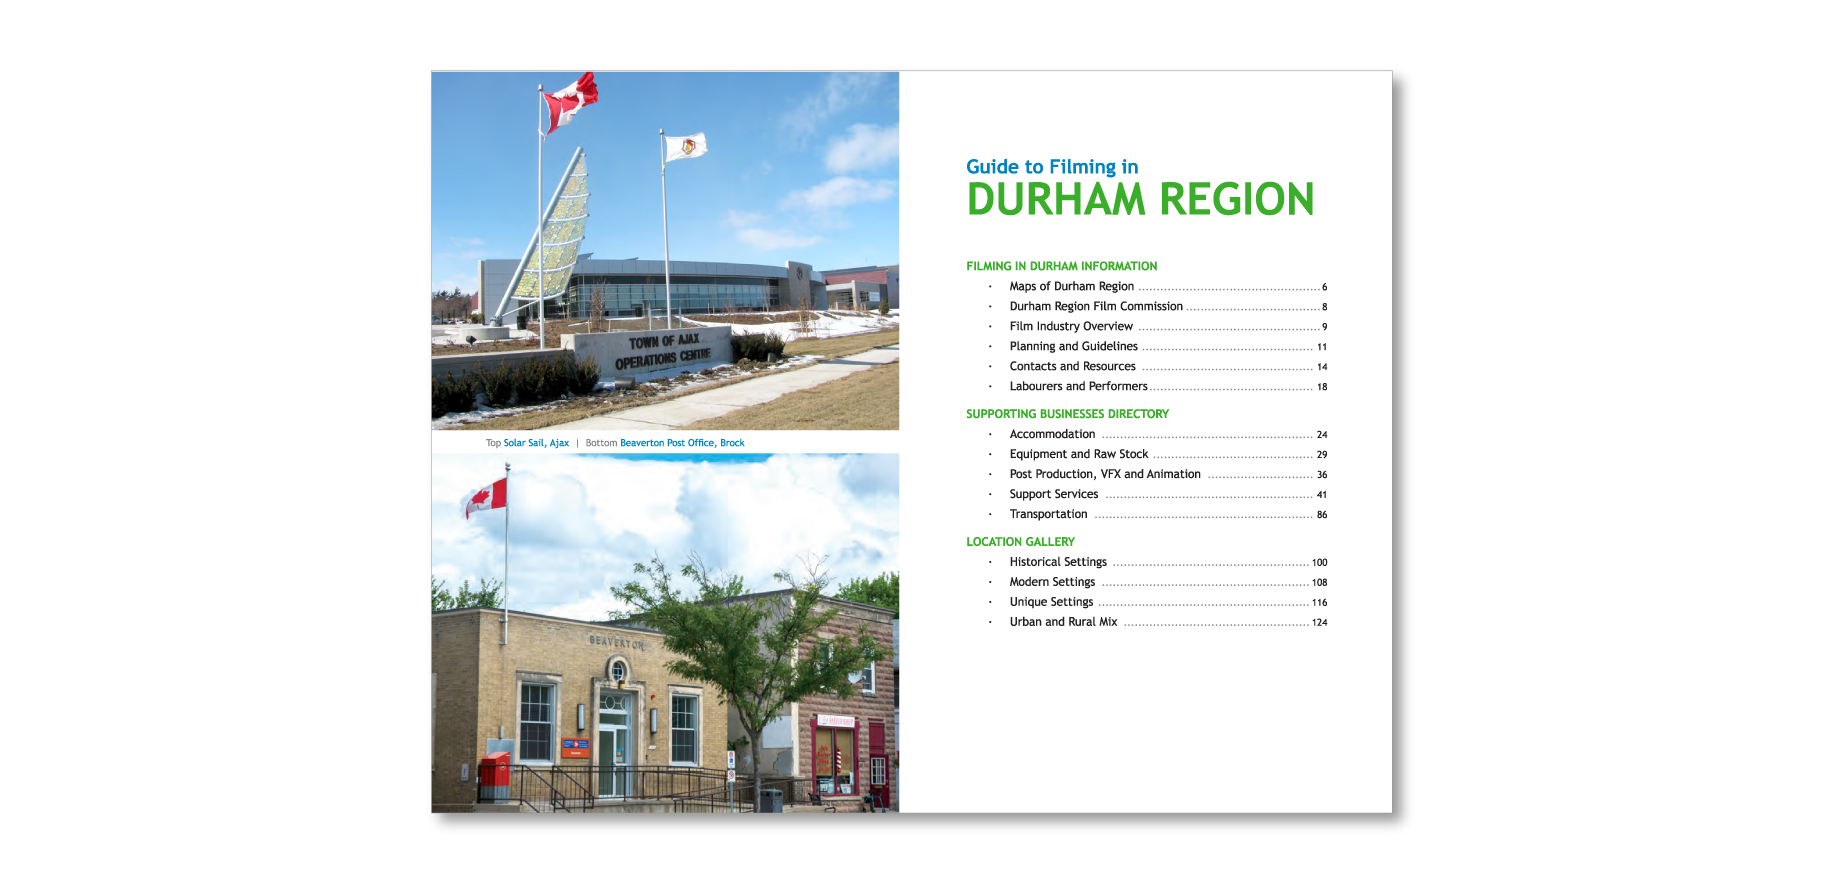 TOWN OF AJAX
OPERATIONS CENTRE
Top Solar Sail, Ajax | Bottom Beaverton Post Office, Brock
BEAVERTON
Guide to Filming in
DURHAM REGION
FILMING IN DURHAM INFORMATION
· Maps of Durham Region 6
· Durham Region Film Commission 8
· Film Industry Overview 9
· Planning and Guidelines 11
· Contacts and Resources 14
· Labourers and Performers 18
SUPPORTING BUSINESSES DIRECTORY
· Accommodation 24
· Equipment and Raw Stock 29
· Post Production, VFX and Animation 36
· Support Services 41
· Transportation 86
LOCATION GALLERY
· Historical Settings 100
· Modern Settings 108
· Unique Settings 116
· Urban and Rural Mix 124